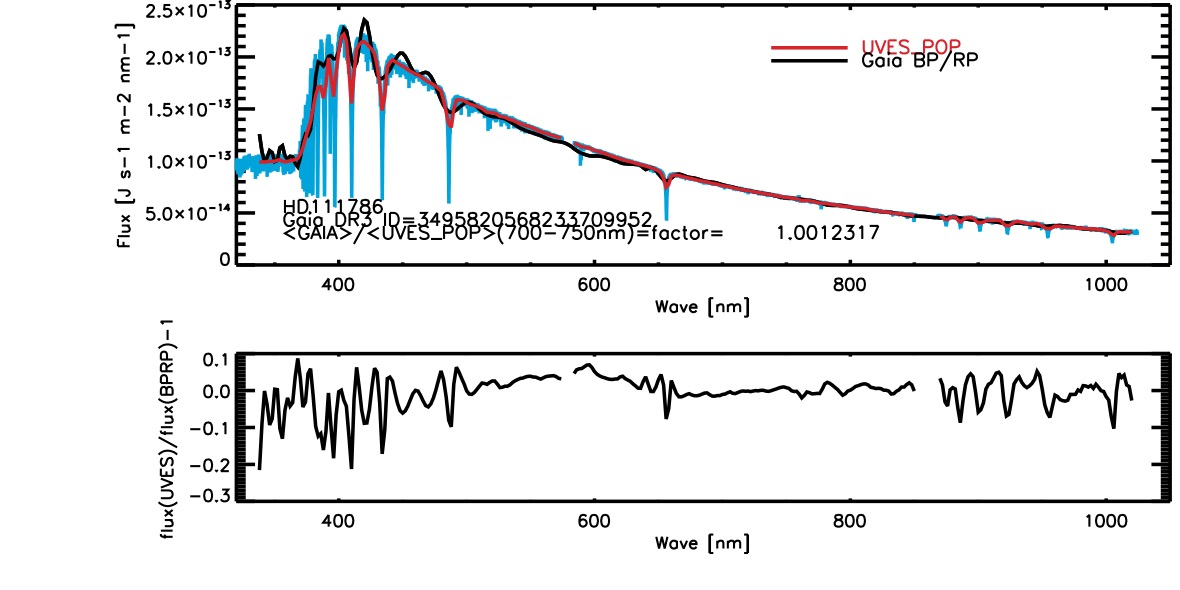 2.5×10−13
2.0×10−13
1.5×10−13
1.0×10−13
5.0×10−14
0
Flux [J s−1 m−2 nm−1]
UVES_POP
Gaia BP/RP
HD111786
Gaia DR3 ID=3495820568233709952
<GAIA>/<UVES_POP>(700−750nm)=factor= 1.0012317
400 600 800 1000
Wave [nm]
0.1
0.0
−0.1
−0.2
−0.3
flux(UVES)/flux(BPRP)−1
400 600 800 1000
Wave [nm]